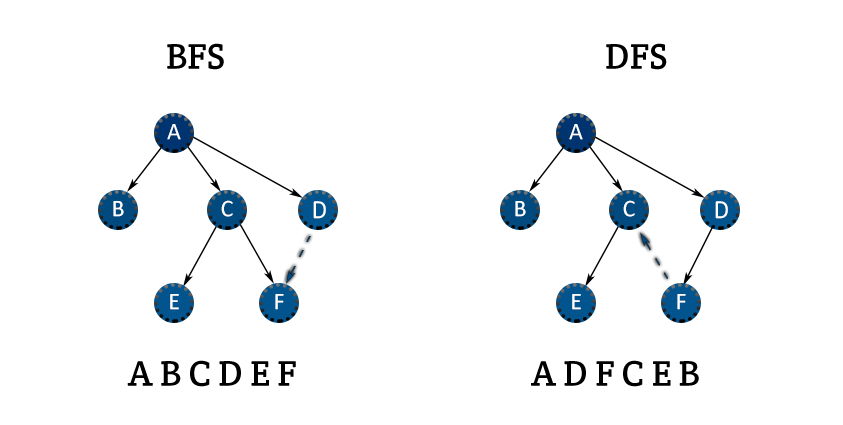 BFS
A
B C D
E F
A B C D E F
DFS
A
B C D
E F
A D F C E B